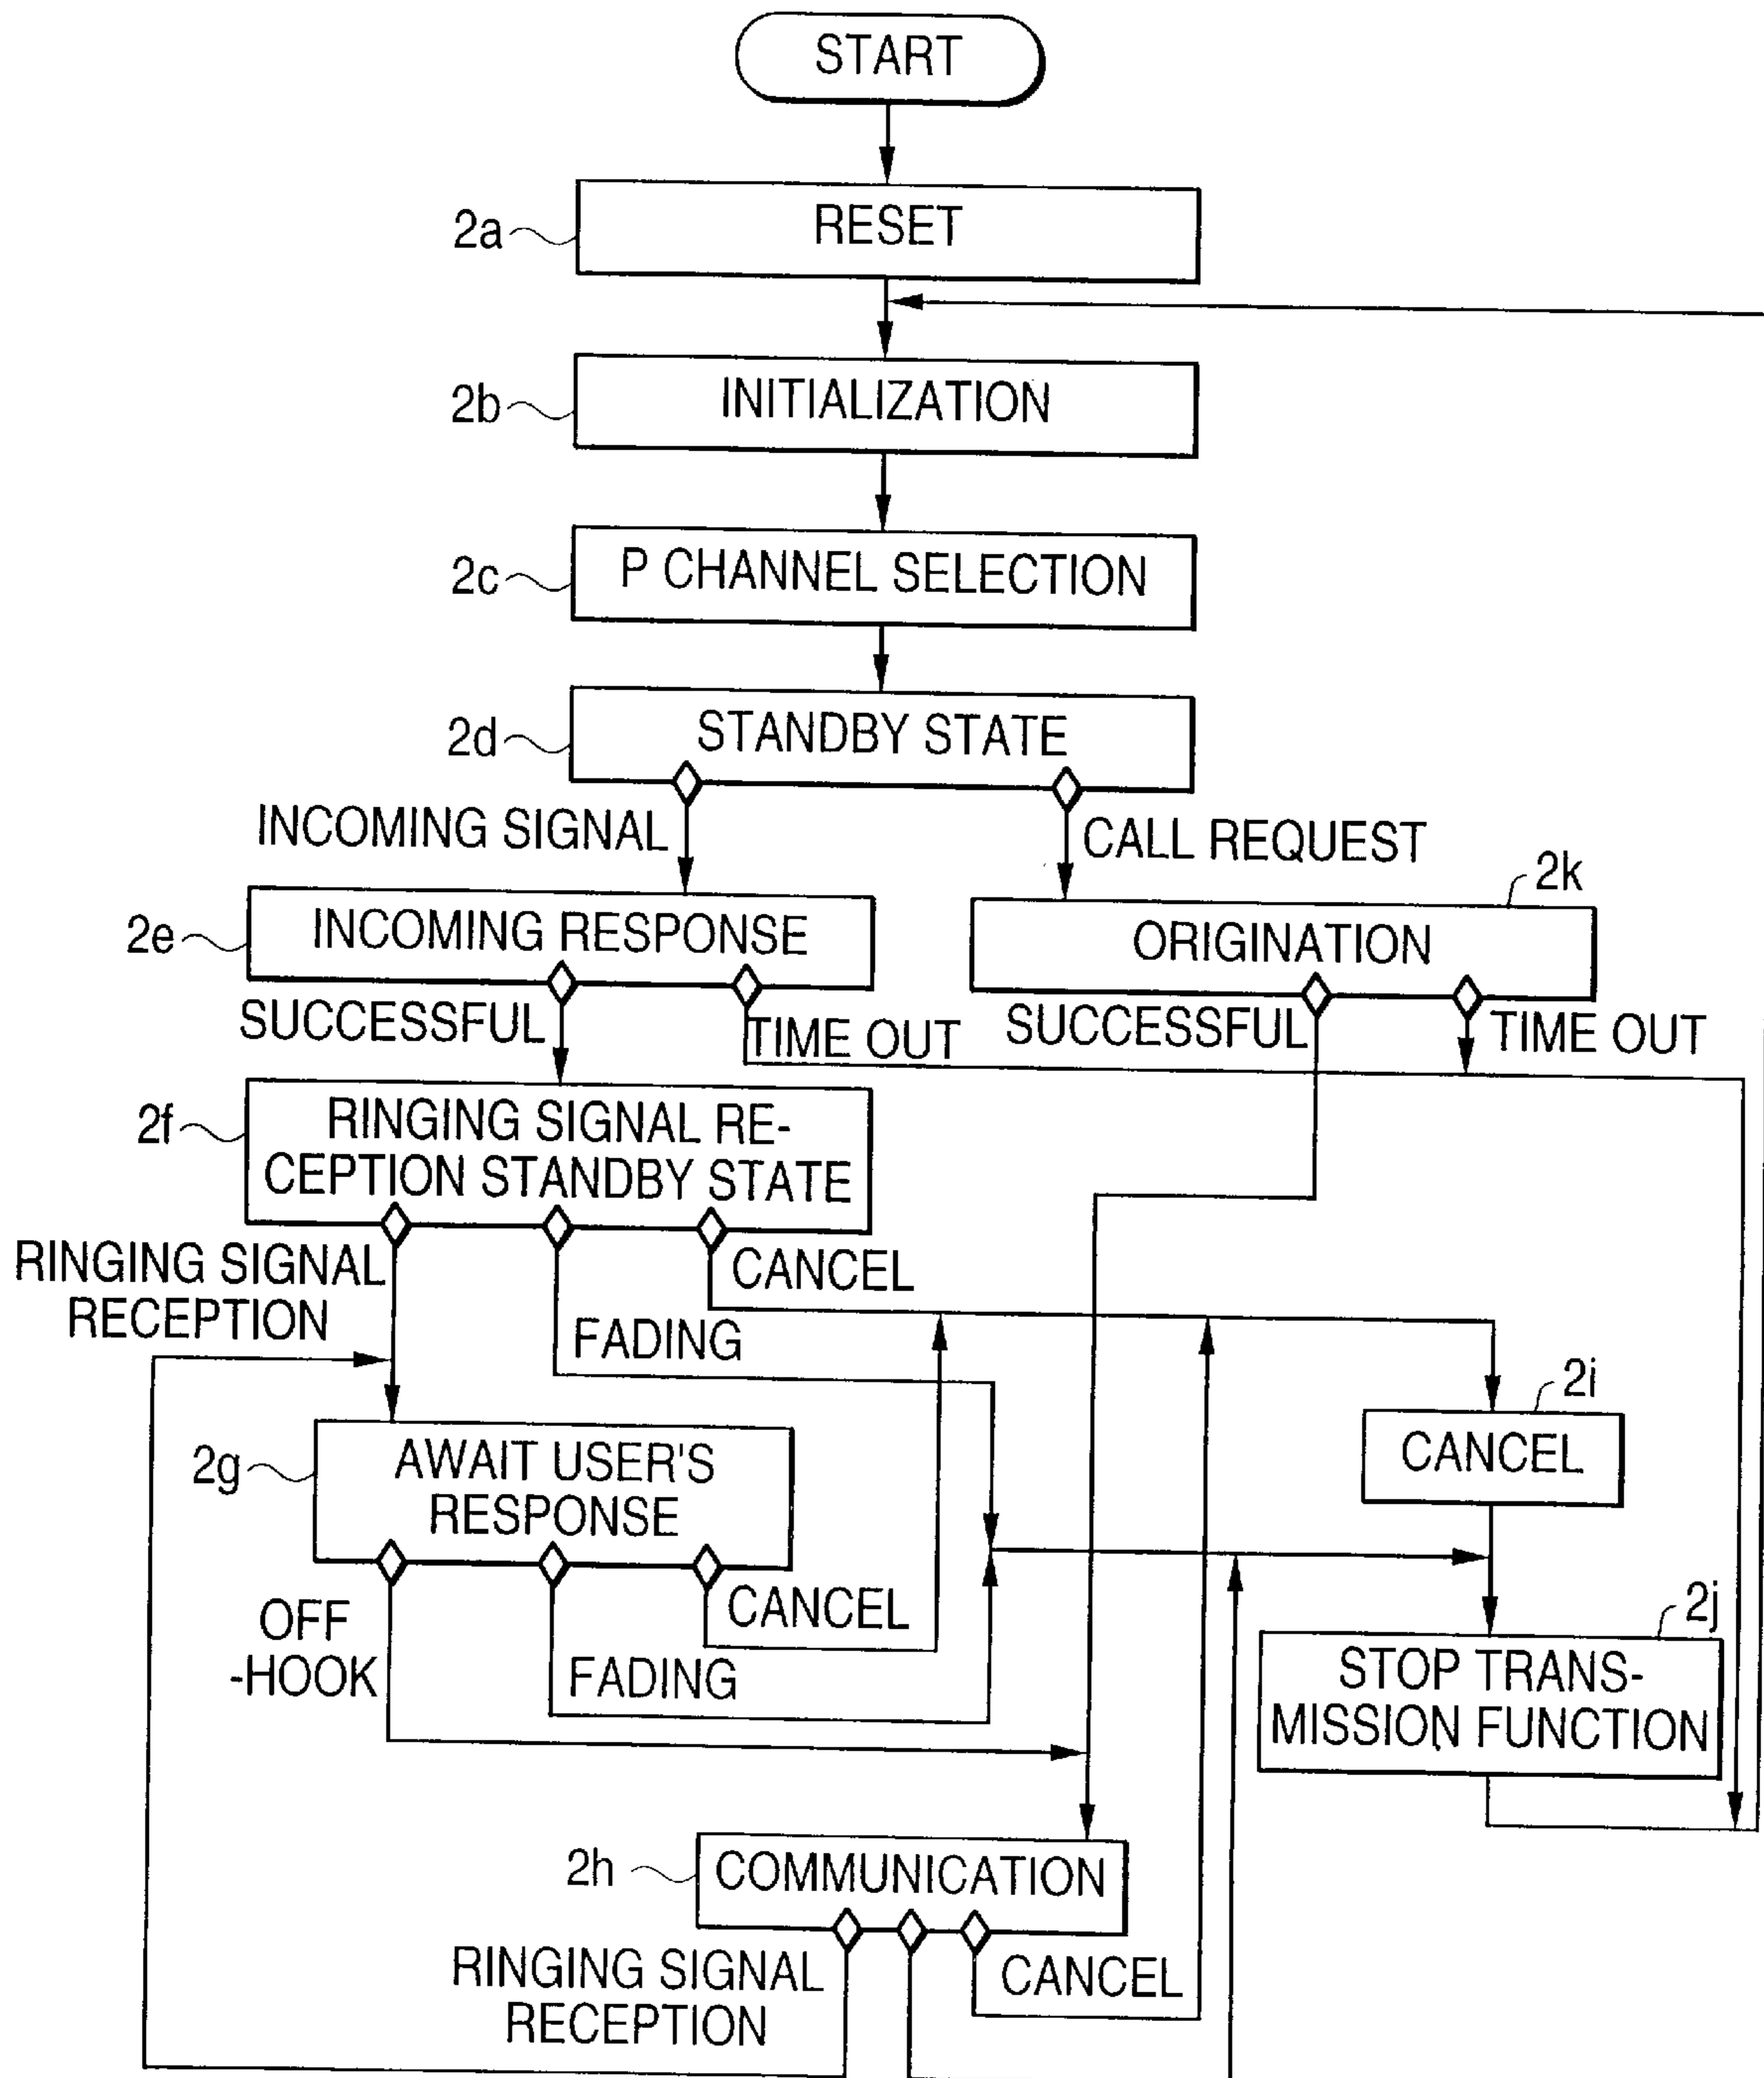 START
2a
RESET
2b
INITIALIZATION
2c
P CHANNEL SELECTION
2d
STANDBY STATE
INCOMING SIGNAL
CALL REQUEST
2e
INCOMING RESPONSE
2k
ORIGINATION
SUCCESSFUL
TIME OUT
SUCCESSFUL
TIME OUT
2f
RINGING SIGNAL RE-
CEPTION STANDBY STATE
RINGING SIGNAL
RECEPTION
FADING
CANCEL
2g
AWAIT USER'S
RESPONSE
2i
CANCEL
OFF
-HOOK
FADING
CANCEL
2j
STOP TRANS-
MISSION FUNCTION
2h
COMMUNICATION
RINGING SIGNAL
RECEPTION
CANCEL